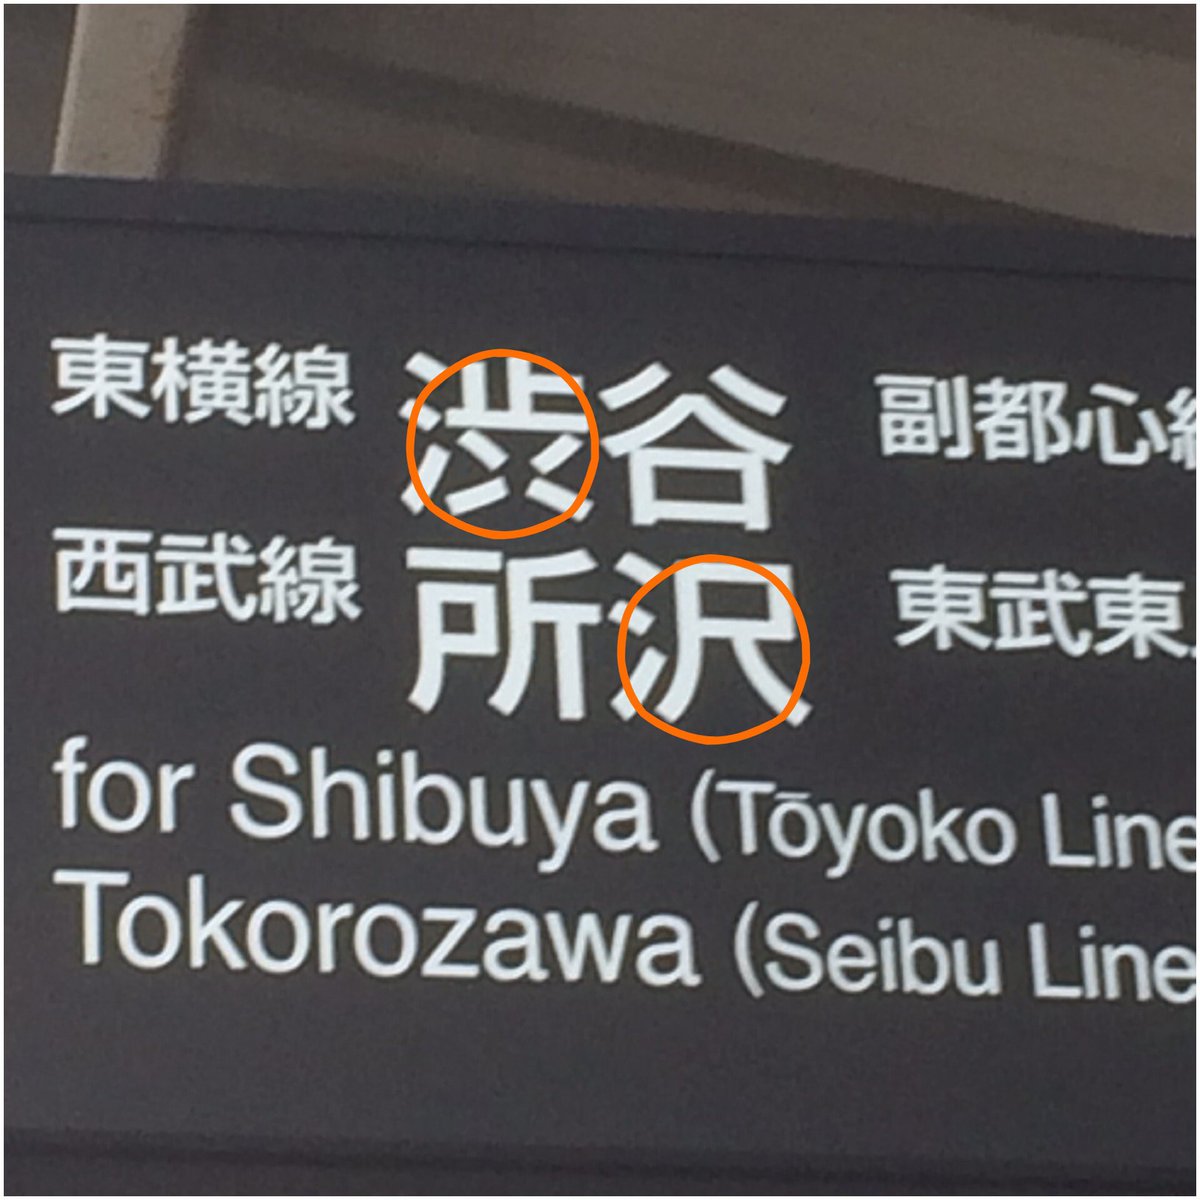 東横線 渋谷 副都心
西武線 所沢 東武東
for Shibuya (Tōyoko Line
Tokorozawa (Seibu Line